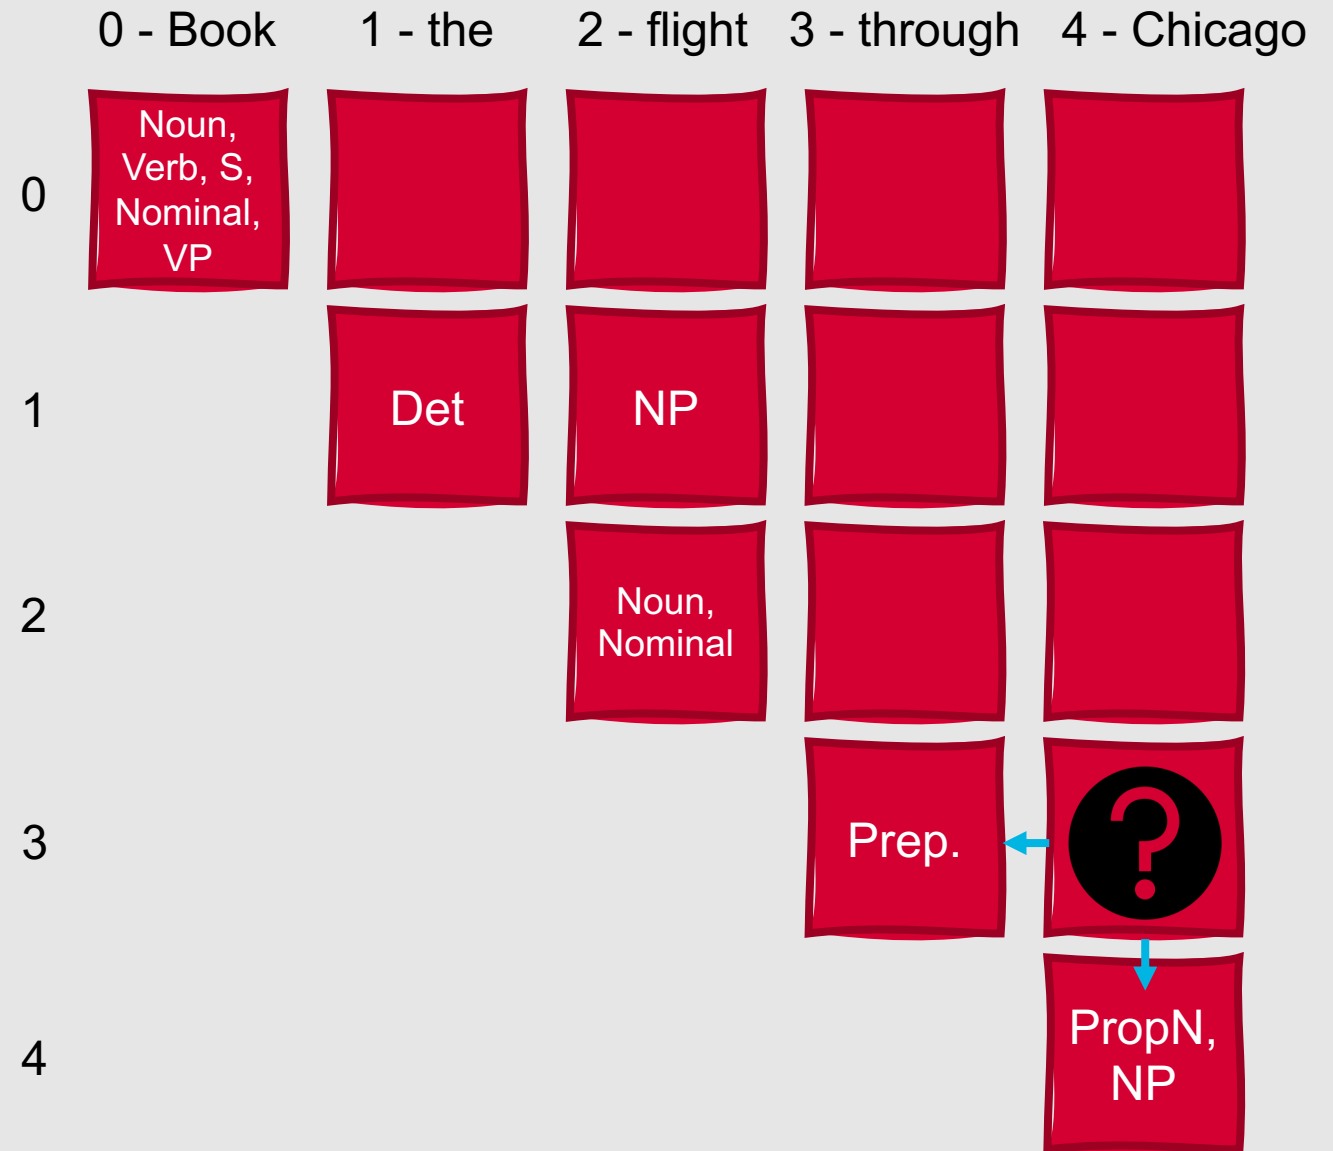 0 - Book 1 - the 2 - flight 3 - through 4 - Chicago
0
Noun,
Verb, S,
Nominal,
VP
1
Det
NP
2
Noun,
Nominal
3
Prep.
?
4
PropN,
NP